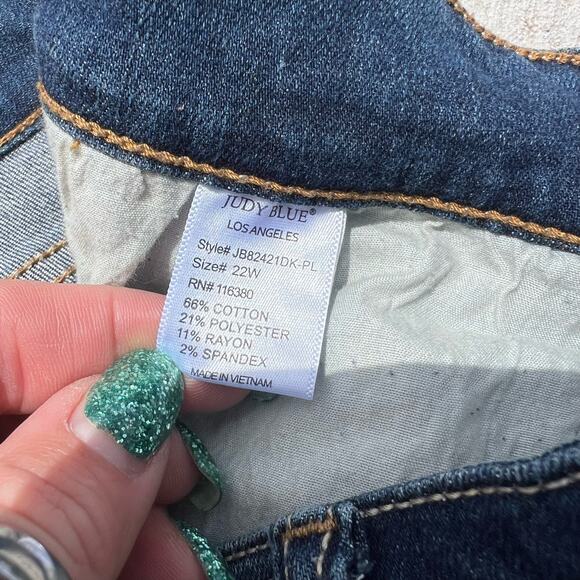 JUDY BLUE®
LOS ANGELES
Style# JB82421DK-PL
Size# 22W
RN# 116380
66% COTTON
21% POLYESTER
11% RAYON
2% SPANDEX
MADE IN VIETNAM